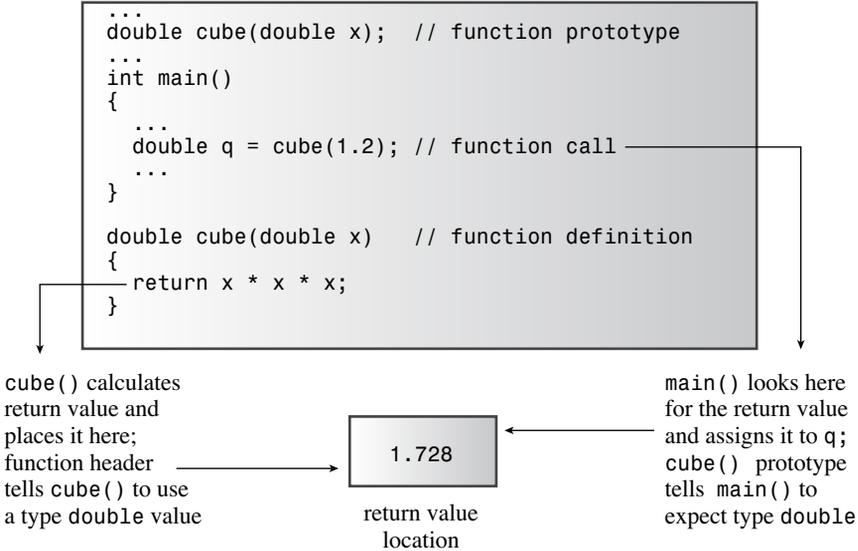 ...
double cube(double x);  // function prototype
...
int main()
{
  ...
  double q = cube(1.2); // function call
  ...
}
double cube(double x)   // function definition
{
  return x * x * x;
}
cube() calculates
return value and
places it here;
function header
tells cube() to use
a type double value
1.728
return value
location
main() looks here
for the return value
and assigns it to q;
cube() prototype
tells main() to
expect type double